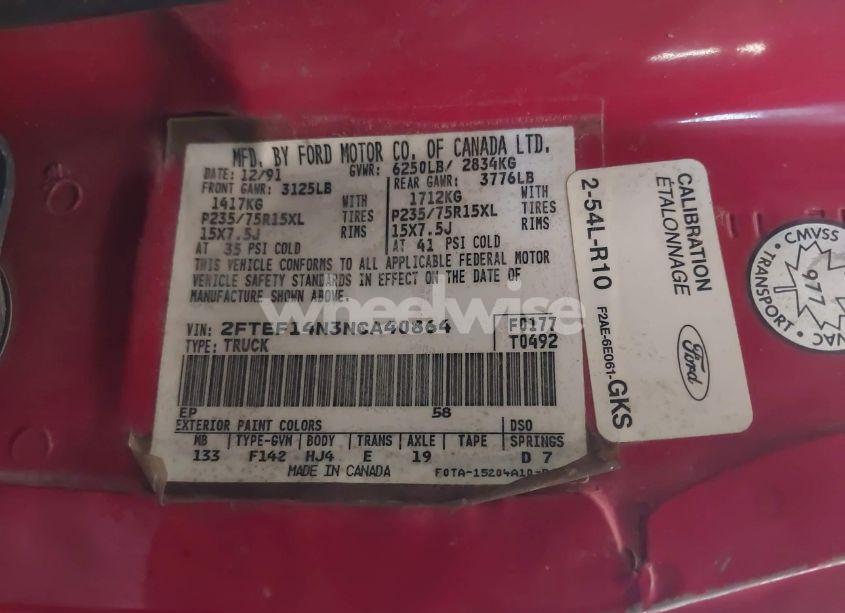 MFD. BY FORD MOTOR CO. OF CANADA LTD.
DATE: 12/91 GVWR: 6250LB/ 2834KG
FRONT GAWR: 3125LB REAR GAWR: 3776LB
1417KG WITH 1712KG WITH
P235/75R15XL TIRES P235/75R15XL TIRES
15X7.5J RIMS 15X7.5J RIMS
AT 35 PSI COLD AT 41 PSI COLD
THIS VEHICLE CONFORMS TO ALL APPLICABLE FEDERAL MOTOR
VEHICLE SAFETY STANDARDS IN EFFECT ON THE DATE OF
MANUFACTURE SHOWN ABOVE.
wheelwise
VIN: 2FTEF14N3NCA40864 F0177
TYPE: TRUCK T0492
EP 58
EXTERIOR PAINT COLORS DSO
WB TYPE-GVW BODY TRANS AXLE TAPE SPRINGS
133 F142 HJ4 E 19 D 7
MADE IN CANADA F0TA-15204A10-
CALIBRATION
ÉTALONNAGE
2-54L-R10
F2AE-6E061-GKS
Ford
CMVSS
977
TRANSPORT